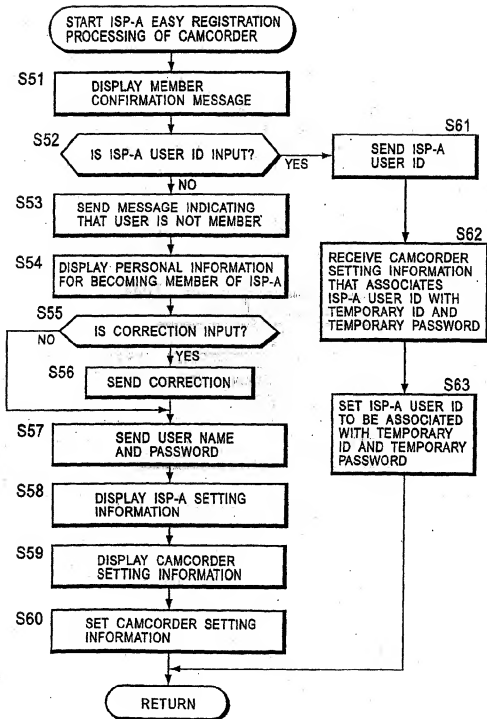 START ISP-A EASY REGISTRATION
PROCESSING OF CAMCORDER
S51
DISPLAY MEMBER
CONFIRMATION MESSAGE
S52
IS ISP-A USER ID INPUT?
YES
NO
S61
SEND ISP-A
USER ID
S53
SEND MESSAGE INDICATING
THAT USER IS NOT MEMBER
S54
DISPLAY PERSONAL INFORMATION
FOR BECOMING MEMBER OF ISP-A
S62
RECEIVE CAMCORDER
SETTING INFORMATION
THAT ASSOCIATES
ISP-A USER ID WITH
TEMPORARY ID AND
TEMPORARY PASSWORD
S55
IS CORRECTION INPUT?
NO
YES
S56
SEND CORRECTION
S63
SET ISP-A USER ID
TO BE ASSOCIATED
WITH TEMPORARY
ID AND TEMPORARY
PASSWORD
S57
SEND USER NAME
AND PASSWORD
S58
DISPLAY ISP-A SETTING
INFORMATION
S59
DISPLAY CAMCORDER
SETTING INFORMATION
S60
SET CAMCORDER SETTING
INFORMATION
RETURN